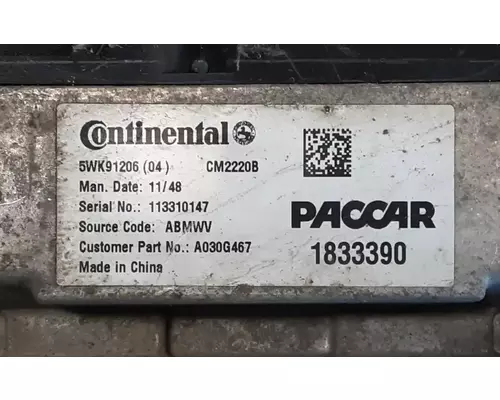 Continental
5WK91206 (04) CM2220B
Man. Date: 11/48
Serial No.: 113310147
Source Code: ABMWV
Customer Part No.: A030G467
Made in China
PACCAR
1833390